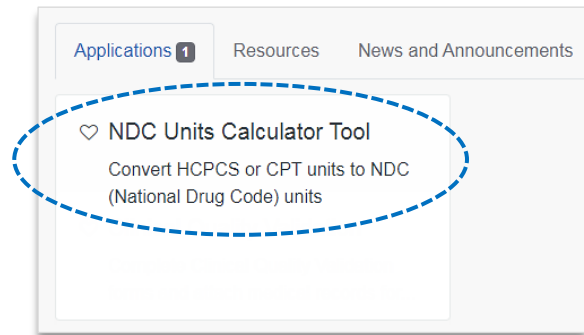 Applications 1 Resources News and Announcements
NDC Units Calculator Tool
Convert HCPCS or CPT units to NDC
(National Drug Code) units